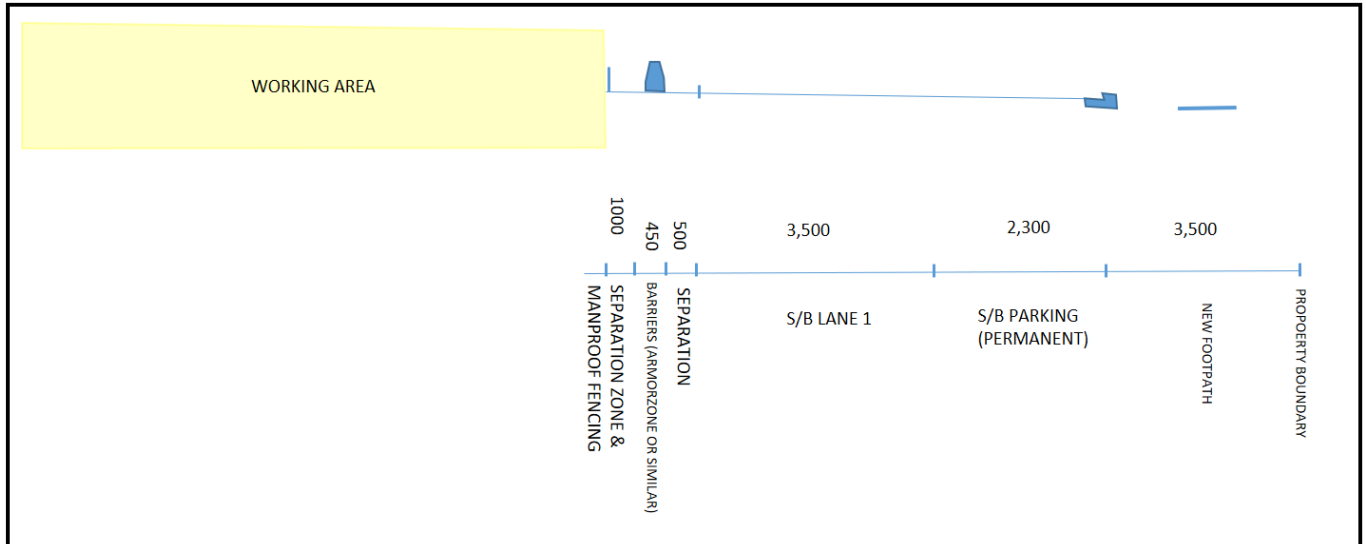 WORKING AREA
1000
450
500
3,500
2,300
3,500
SEPARATION ZONE &
MANPROOF FENCING
BARRIERS (ARMORZONE OR SIMILAR)
SEPARATION
S/B LANE 1
S/B PARKING
(PERMANENT)
NEW FOOTPATH
PROPOERTY BOUNDARY